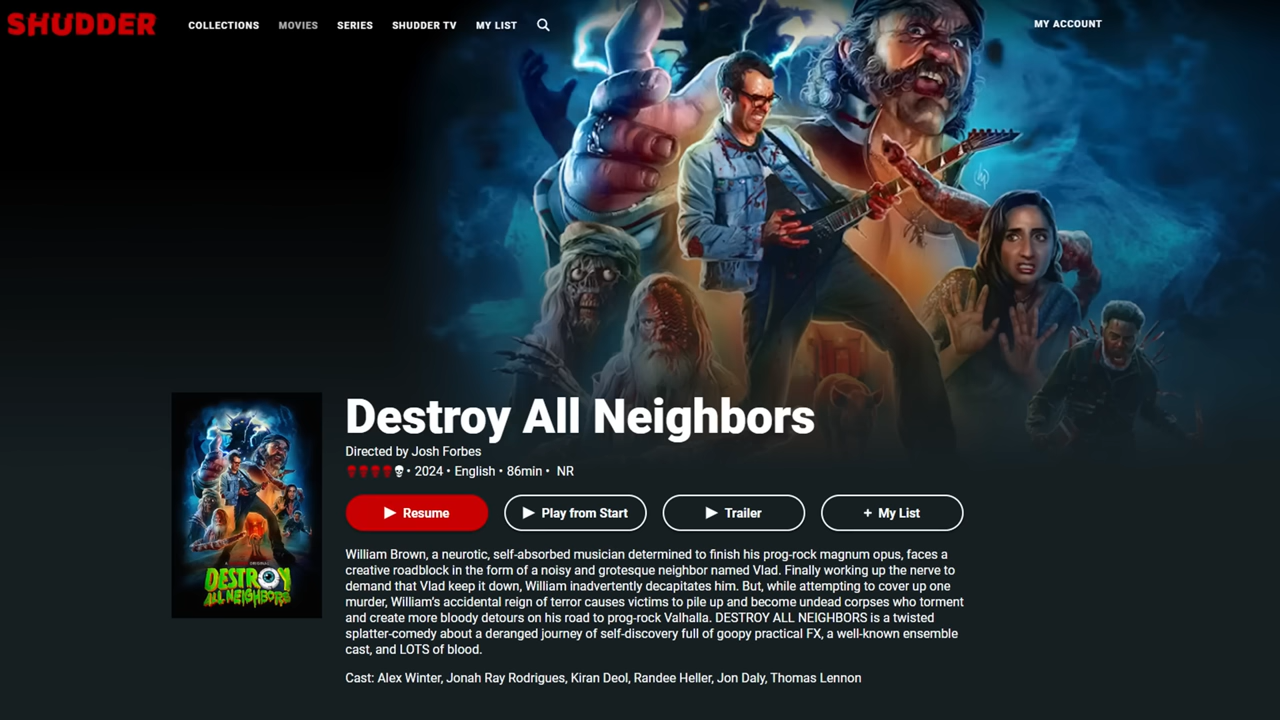 SHUDDER
COLLECTIONS
MOVIES
SERIES
SHUDDER TV
MY LIST
MY ACCOUNT
Destroy All Neighbors
Directed by Josh Forbes
• 2024 • English • 86min • NR
Resume
Play from Start
Trailer
+ My List
William Brown, a neurotic, self-absorbed musician determined to finish his prog-rock magnum opus, faces a
creative roadblock in the form of a noisy and grotesque neighbor named Vlad. Finally working up the nerve to
demand that Vlad keep it down, William inadvertently decapitates him. But, while attempting to cover up one
murder, William's accidental reign of terror causes victims to pile up and become undead corpses who torment
and create more bloody detours on his road to prog-rock Valhalla. DESTROY ALL NEIGHBORS is a twisted
splatter-comedy about a deranged journey of self-discovery full of goopy practical FX, a well-known ensemble
cast, and LOTS of blood.
Cast: Alex Winter, Jonah Ray Rodrigues, Kiran Deol, Randee Heller, Jon Daly, Thomas Lennon
DESTROY
ALL NEIGHBORS